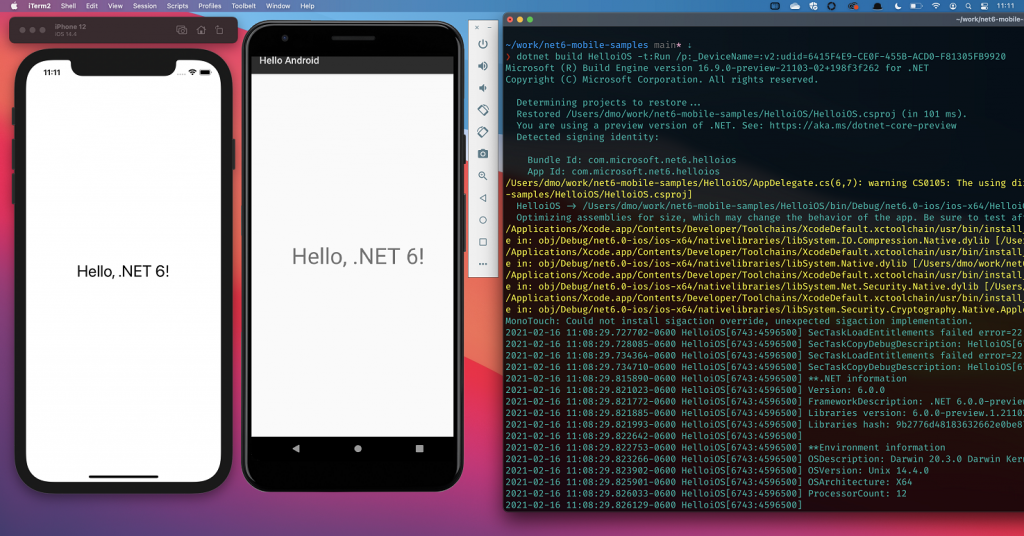 iTerm2 Shell Edit View Session Scripts Profiles Toolbelt Window Help
11:11
iPhone 12
iOS 14.4
11:11
Hello, .NET 6!
Hello Android
Hello, .NET 6!
~/work/net6-mobile-
~/work/net6-mobile-samples main* ↓
❯ dotnet build HelloiOS -t:Run /p:_DeviceName=:v2:udid=6415F4E9-CE0F-455B-ACD0-F81305FB9920
Microsoft (R) Build Engine version 16.9.0-preview-21103-02+198f3f262 for .NET
Copyright (C) Microsoft Corporation. All rights reserved.
Determining projects to restore...
Restored /Users/dmo/work/net6-mobile-samples/HelloiOS/HelloiOS.csproj (in 101 ms).
You are using a preview version of .NET. See: https://aka.ms/dotnet-core-preview
Detected signing identity:
Bundle Id: com.microsoft.net6.helloios
App Id: com.microsoft.net6.helloios
/Users/dmo/work/net6-mobile-samples/HelloiOS/AppDelegate.cs(6,7): warning CS0105: The using di
-samples/HelloiOS/HelloiOS.csproj]
HelloiOS -> /Users/dmo/work/net6-mobile-samples/HelloiOS/bin/Debug/net6.0-ios/ios-x64/Helloi
Optimizing assemblies for size, which may change the behavior of the app. Be sure to test af
/Applications/Xcode.app/Contents/Developer/Toolchains/XcodeDefault.xctoolchain/usr/bin/install_
e in: obj/Debug/net6.0-ios/ios-x64/nativelibraries/libSystem.IO.Compression.Native.dylib [/Use
/Applications/Xcode.app/Contents/Developer/Toolchains/XcodeDefault.xctoolchain/usr/bin/install_
e in: obj/Debug/net6.0-ios/ios-x64/nativelibraries/libSystem.Native.dylib [/Users/dmo/work/net
/Applications/Xcode.app/Contents/Developer/Toolchains/XcodeDefault.xctoolchain/usr/bin/install_
e in: obj/Debug/net6.0-ios/ios-x64/nativelibraries/libSystem.Net.Security.Native.dylib [/Users/
/Applications/Xcode.app/Contents/Developer/Toolchains/XcodeDefault.xctoolchain/usr/bin/install_
e in: obj/Debug/net6.0-ios/ios-x64/nativelibraries/libSystem.Security.Cryptography.Native.Apple
MonoTouch: Could not install sigaction override, unexpected sigaction implementation.
2021-02-16 11:08:29.727702-0600 HelloiOS[6743:4596500] SecTaskLoadEntitlements failed error=22
2021-02-16 11:08:29.728085-0600 HelloiOS[6743:4596500] SecTaskCopyDebugDescription: HelloiOS[6
2021-02-16 11:08:29.734364-0600 HelloiOS[6743:4596500] SecTaskLoadEntitlements failed error=22
2021-02-16 11:08:29.734710-0600 HelloiOS[6743:4596500] SecTaskCopyDebugDescription: HelloiOS[6
2021-02-16 11:08:29.815890-0600 HelloiOS[6743:4596500] **.NET information
2021-02-16 11:08:29.821023-0600 HelloiOS[6743:4596500] Version: 6.0.0
2021-02-16 11:08:29.821772-0600 HelloiOS[6743:4596500] FrameworkDescription: .NET 6.0.0-preview
2021-02-16 11:08:29.821885-0600 HelloiOS[6743:4596500] Libraries version: 6.0.0-preview.1.2110
2021-02-16 11:08:29.821993-0600 HelloiOS[6743:4596500] Libraries hash: 9b2776d48183632662e0be8
2021-02-16 11:08:29.822642-0600 HelloiOS[6743:4596500]
2021-02-16 11:08:29.822753-0600 HelloiOS[6743:4596500] **Environment information
2021-02-16 11:08:29.823266-0600 HelloiOS[6743:4596500] OSDescription: Darwin 20.3.0 Darwin Kern
2021-02-16 11:08:29.823902-0600 HelloiOS[6743:4596500] OSVersion: Unix 14.4.0
2021-02-16 11:08:29.825901-0600 HelloiOS[6743:4596500] OSArchitecture: X64
2021-02-16 11:08:29.826033-0600 HelloiOS[6743:4596500] ProcessorCount: 12
2021-02-16 11:08:29.826129-0600 HelloiOS[6743:4596500]